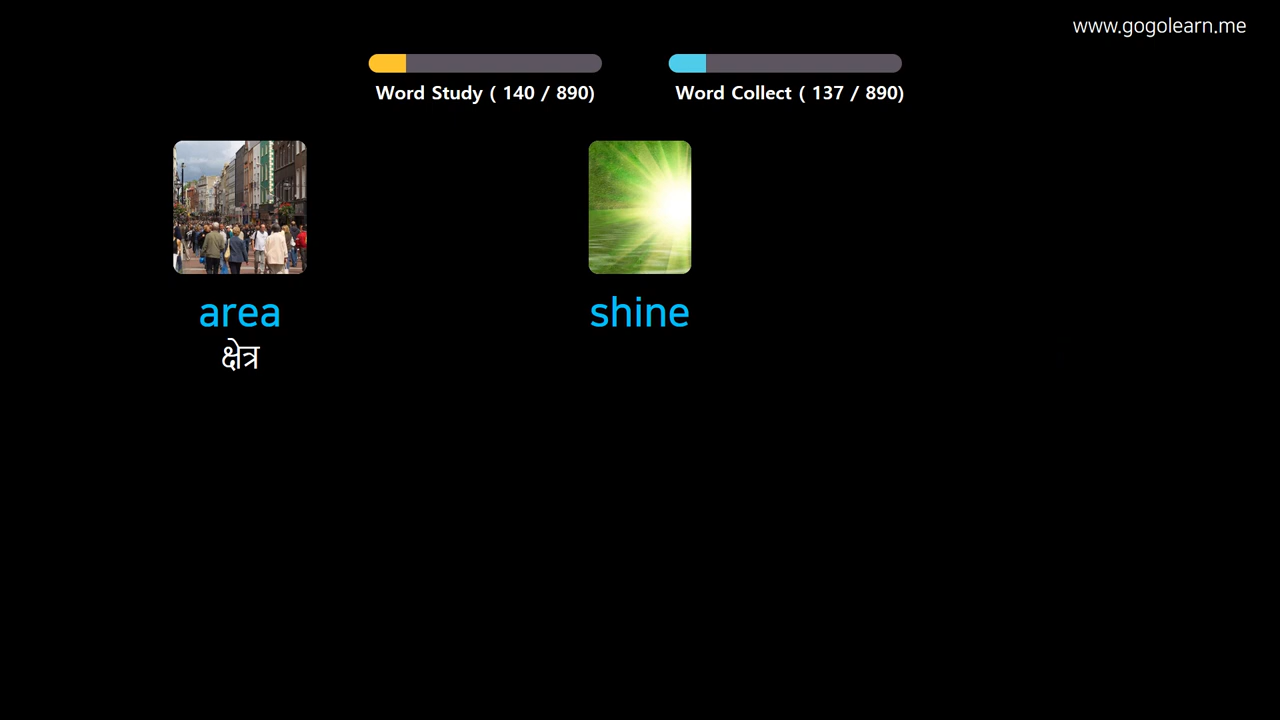 www.gogolearn.me
Word Study ( 140 / 890)
Word Collect ( 137 / 890)
area
क्षेत्र
shine